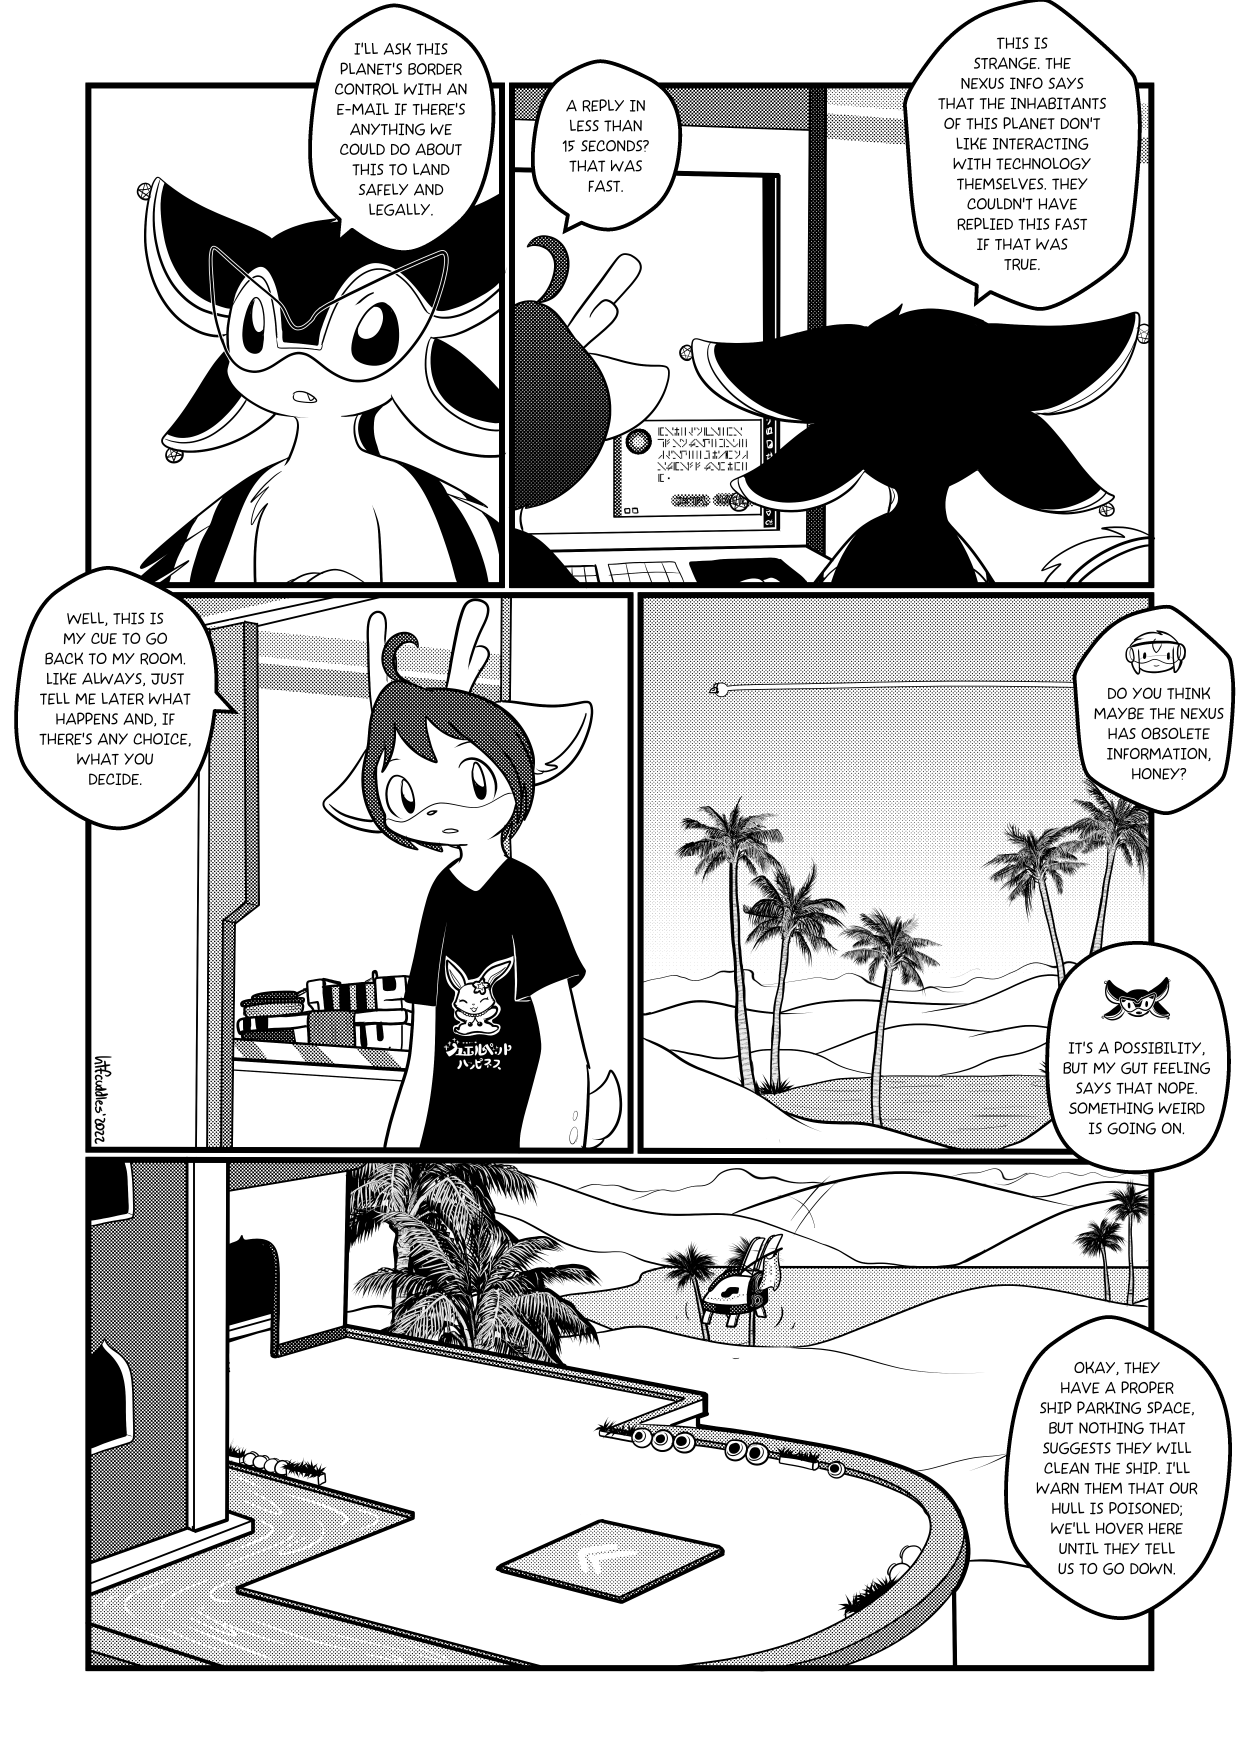 I'LL ASK THIS
PLANET'S BORDER
CONTROL WITH AN
E-MAIL IF THERE'S
ANYTHING WE
COULD DO ABOUT
THIS TO LAND
SAFELY AND
LEGALLY.
A REPLY IN
LESS THAN
15 SECONDS?
THAT WAS
FAST.
THIS IS
STRANGE. THE
NEXUS INFO SAYS
THAT THE INHABITANTS
OF THIS PLANET DON'T
LIKE INTERACTING
WITH TECHNOLOGY
THEMSELVES. THEY
COULDN'T HAVE
REPLIED THIS FAST
IF THAT WAS
TRUE.
WELL, THIS IS
MY CUE TO GO
BACK TO MY ROOM.
LIKE ALWAYS, JUST
TELL ME LATER WHAT
HAPPENS AND, IF
THERE'S ANY CHOICE,
WHAT YOU
DECIDE.
ジュエルペット
ハッピネス
htfcuddles'2022
DO YOU THINK
MAYBE THE NEXUS
HAS OBSOLETE
INFORMATION,
HONEY?
IT'S A POSSIBILITY,
BUT MY GUT FEELING
SAYS THAT NOPE.
SOMETHING WEIRD
IS GOING ON.
OKAY, THEY
HAVE A PROPER
SHIP PARKING SPACE,
BUT NOTHING THAT
SUGGESTS THEY WILL
CLEAN THE SHIP. I'LL
WARN THEM THAT OUR
HULL IS POISONED;
WE'LL HOVER HERE
UNTIL THEY TELL
US TO GO DOWN.